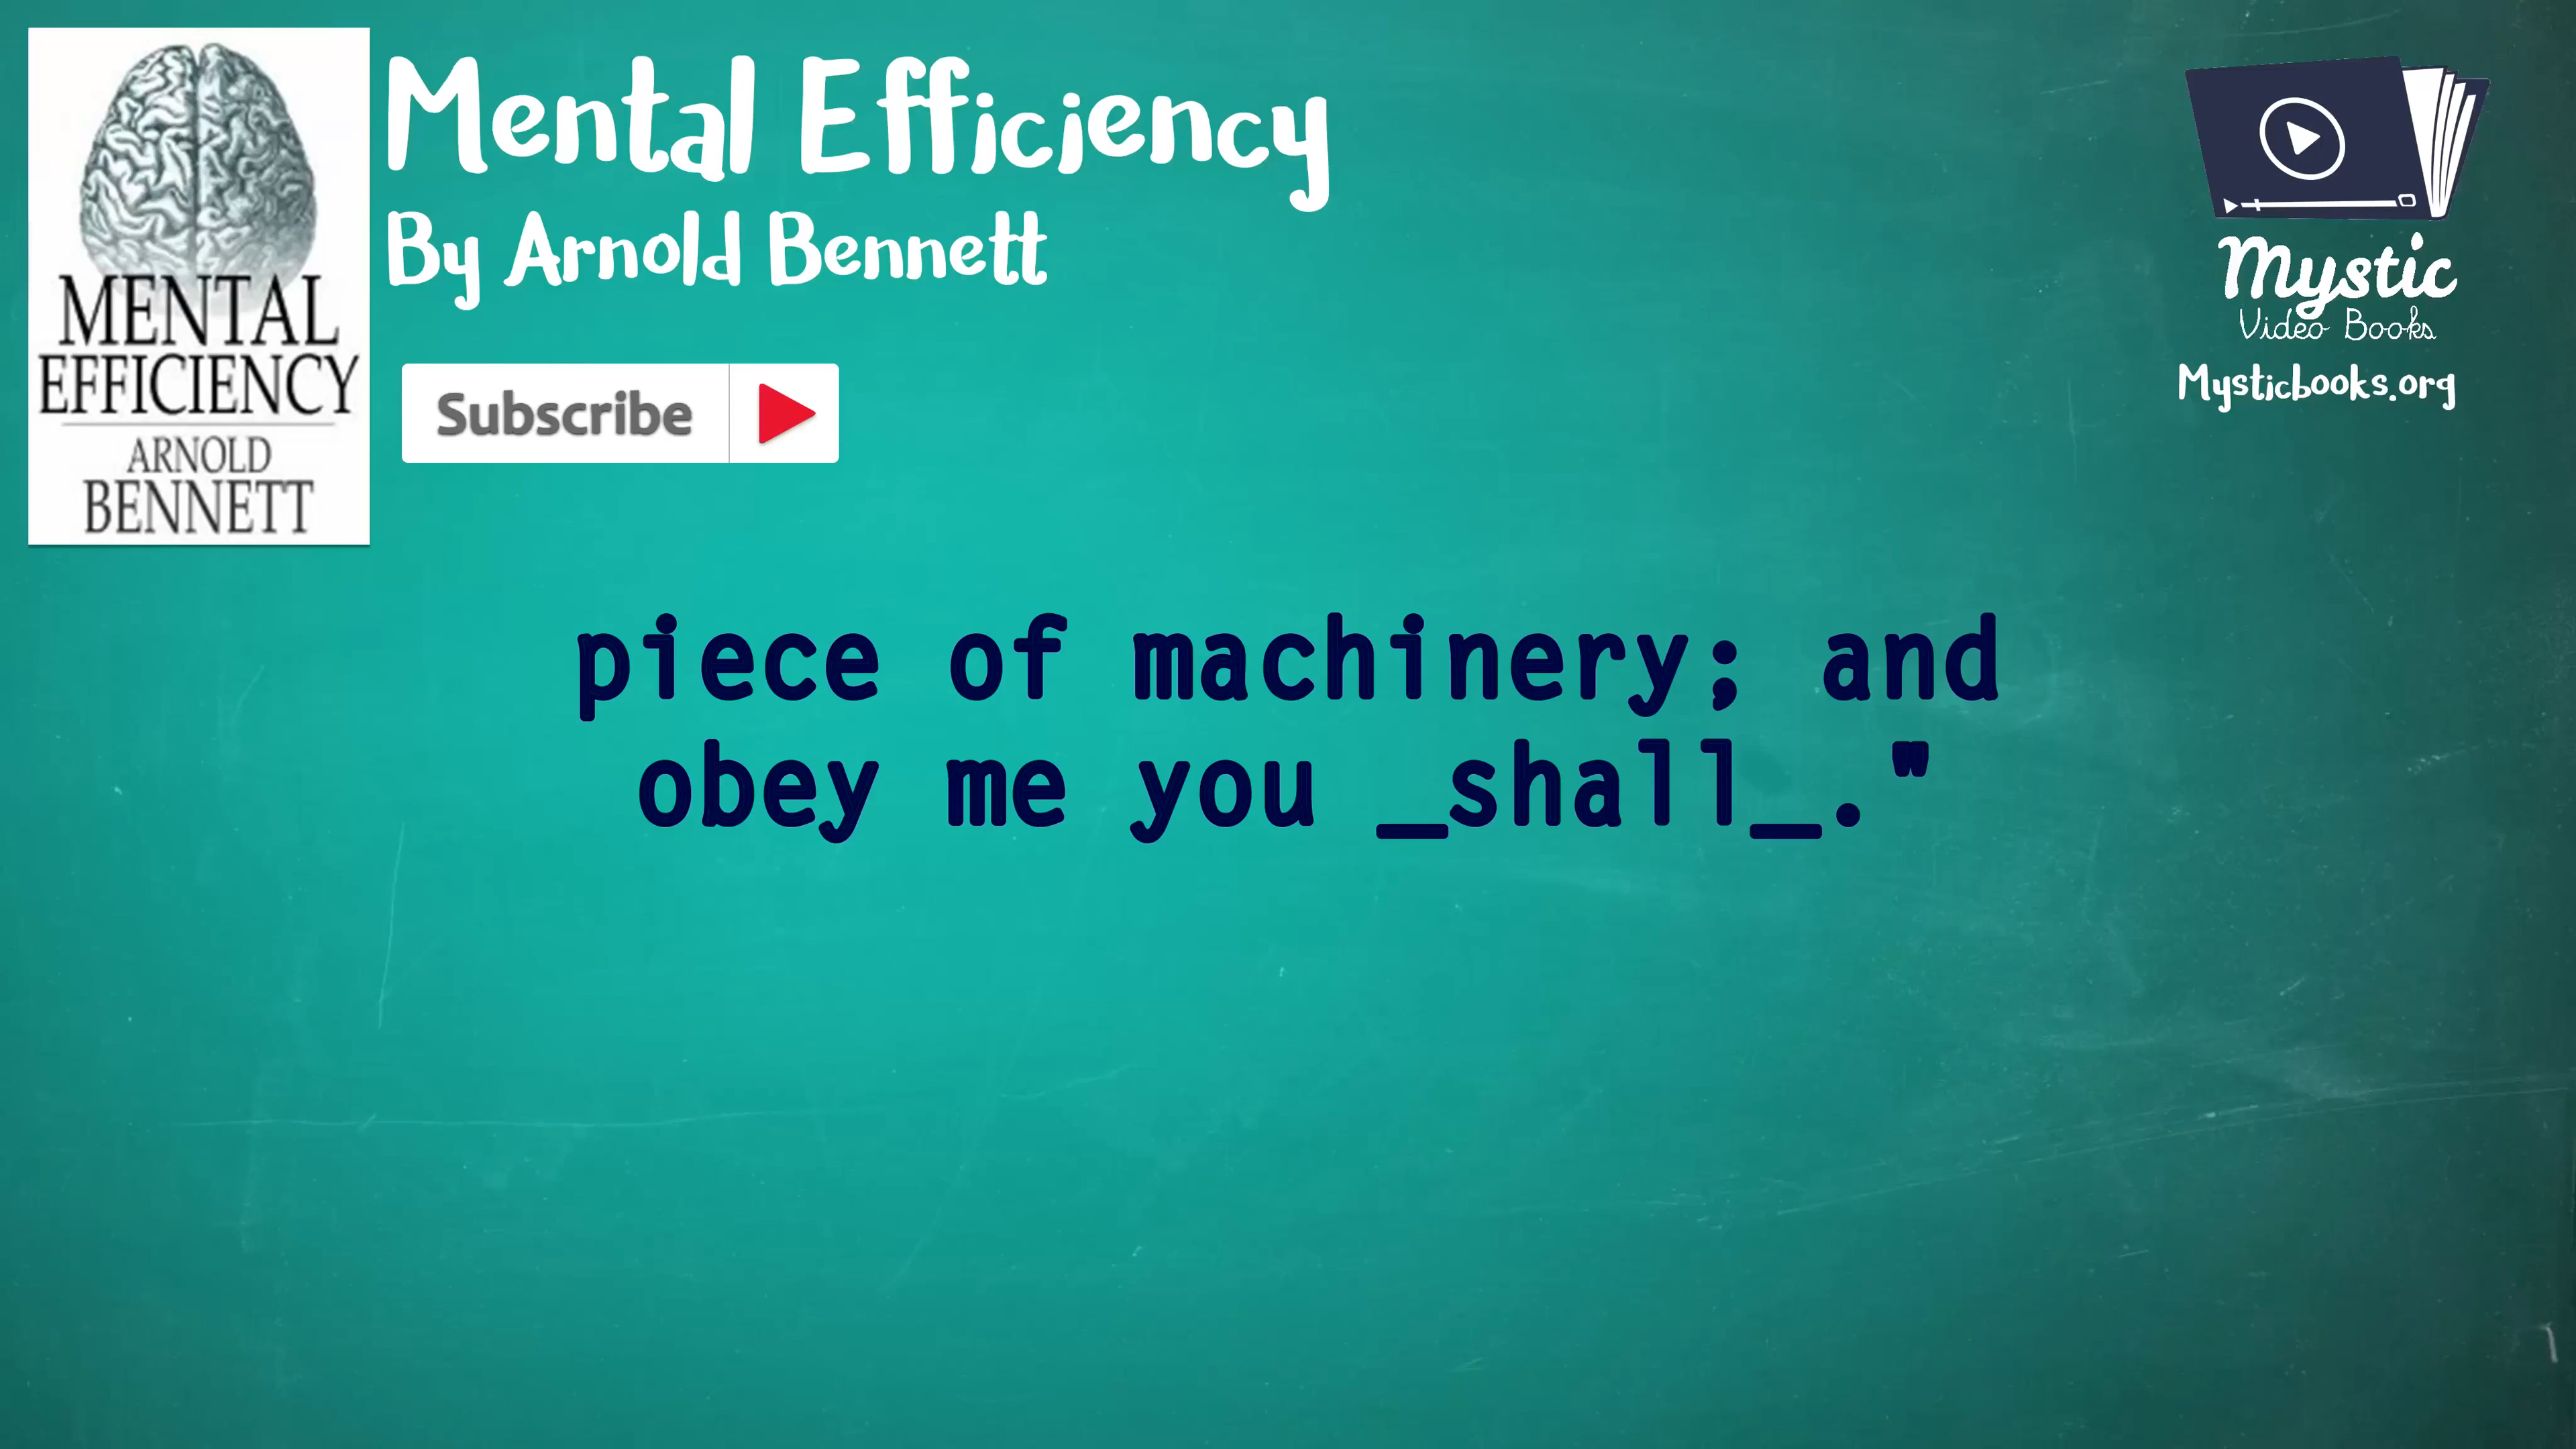 Mental Efficiency
By Arnold Bennett
MENTAL
EFFICIENCY
ARNOLD
BENNETT
Subscribe
Mystic
Video Books
Mysticbooks.org
piece of machinery; and
obey me you _shall_."